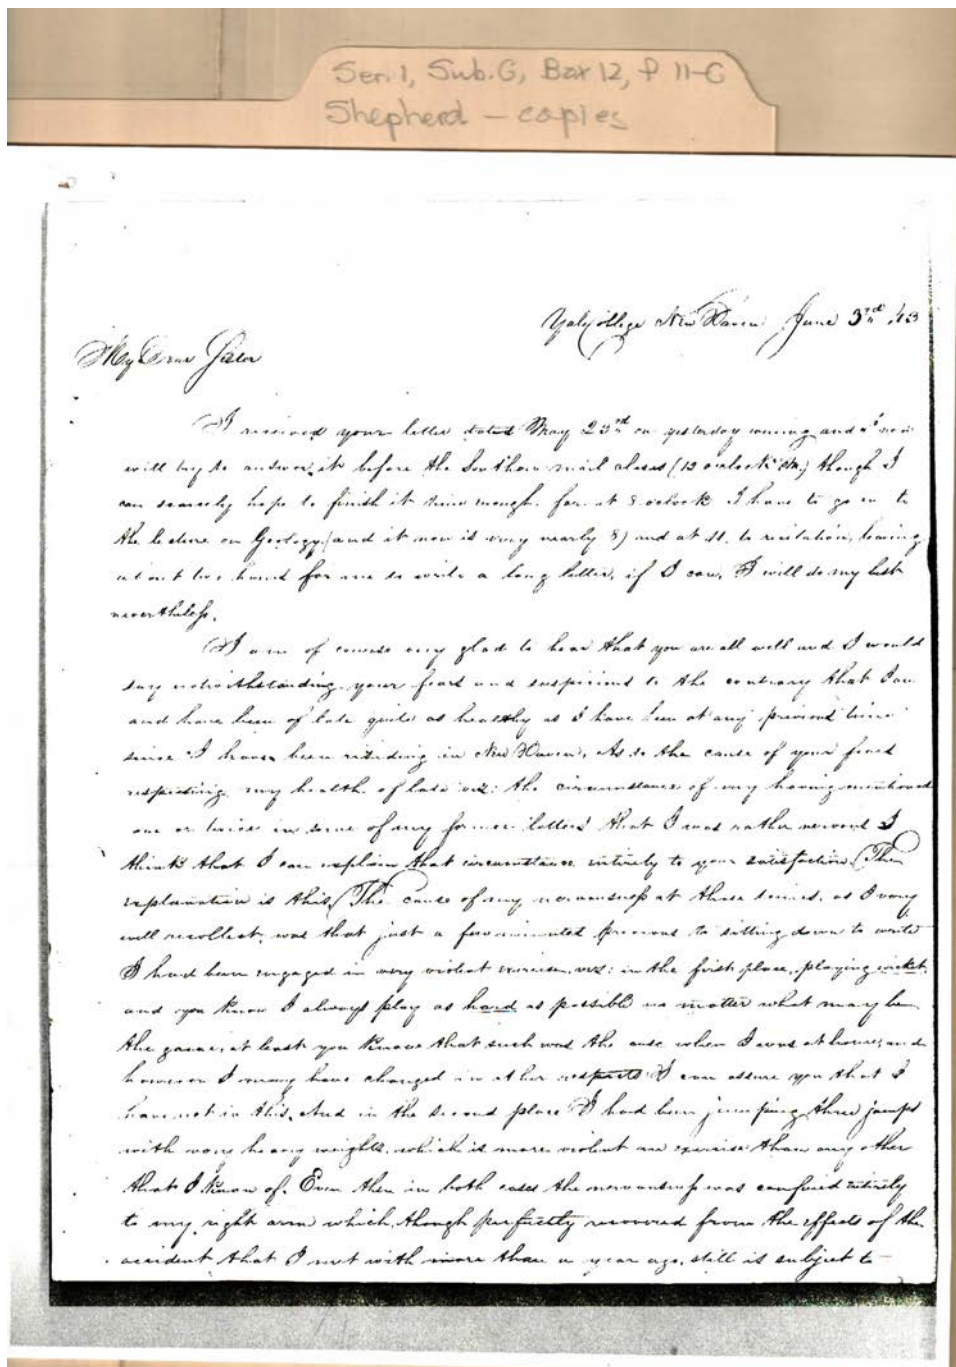 Ser. 1, Sub. G, Box 12, P 11-C
Shepherd - copies
Yale College New Haven June 3rd /43
My Dear Sister
I received your letter dated May 23rd on yesterday evening and now
will try to answer it before the Southern mail closes (12 oclock M.) though I
can scarcely hope to finish it time enough. for at 8 oclock I have to go in to
the lecture on Geology (and it now is very nearly 8) and at 11. to recitation, leaving
about two hours for me to write a long letter, if I can, I will do my best
nevertheless.
I am of course very glad to hear that you are all well and I would
say notwithstanding your fears and suspicions to the contrary that I am
and have been of late quite as healthy as I have been at any previous time
since I have been residing in New Haven. As to the cause of your fears
respecting my health of late viz: the circumstance of my having mentioned
one or twice in some of my former letters that I was rather nervous I
think that I can explain that circumstance entirely to your satisfaction. The
explanation is this. The cause of my nervousness at those times, as I very
well recollect, was that just a few minutes previous to sitting down to write
I had been engaged in very violent exercise, viz: in the first place, playing wicket,
and you know I always play as hard as possible no matter what may be
the game, at least you know that such was the case when I was at home, and
however I may have changed in other respects I can assure you that I
have not in this. And in the second place I had been jumping three jumps
with very heavy weights, which is more violent an exercise than any other
that I know of. Even then in both cases the nervousness was confined entirely
to my right arm which, though perfectly recovered from the effects of the
accident that I met with more than a year ago, still is subject to